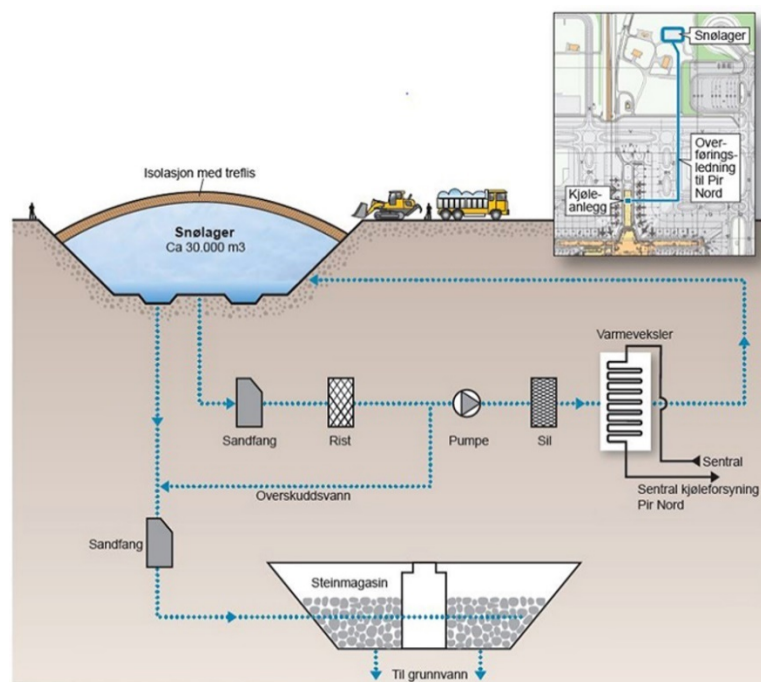 Snølager
Over-
førings-
ledning
til Pir
Nord
Kjøle-
anlegg
Isolasjon med treflis
Snølager
Ca 30.000 m3
Varmeveksler
Sandfang
Rist
Pumpe
Sil
Sentral
Sentral kjøleforsyning
Pir Nord
Overskuddsvann
Sandfang
Steinmagasin
Til grunnvann